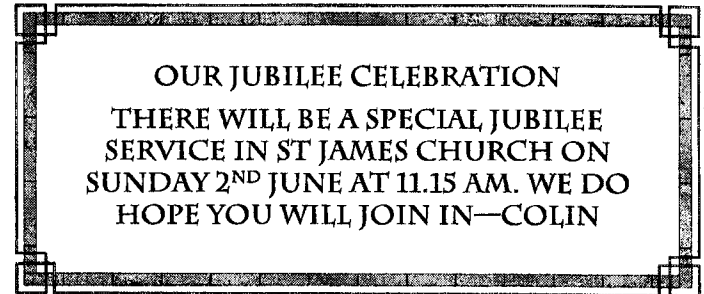 OUR JUBILEE CELEBRATION
THERE WILL BE A SPECIAL JUBILEE
SERVICE IN ST JAMES CHURCH ON
SUNDAY 2ND JUNE AT 11.15 AM. WE DO
HOPE YOU WILL JOIN IN—COLIN